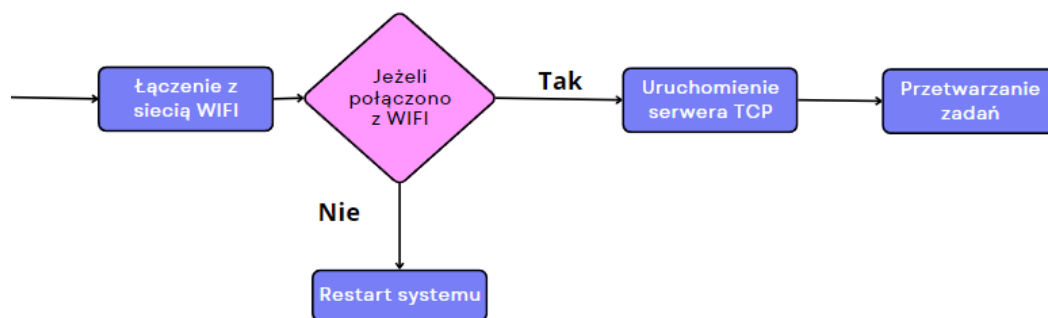 Łączenie z
siecią WIFI
Jeżeli
połączono
z WIFI
Tak
Uruchomienie
serwera TCP
Przetwarzanie
zadań
Nie
Restart systemu